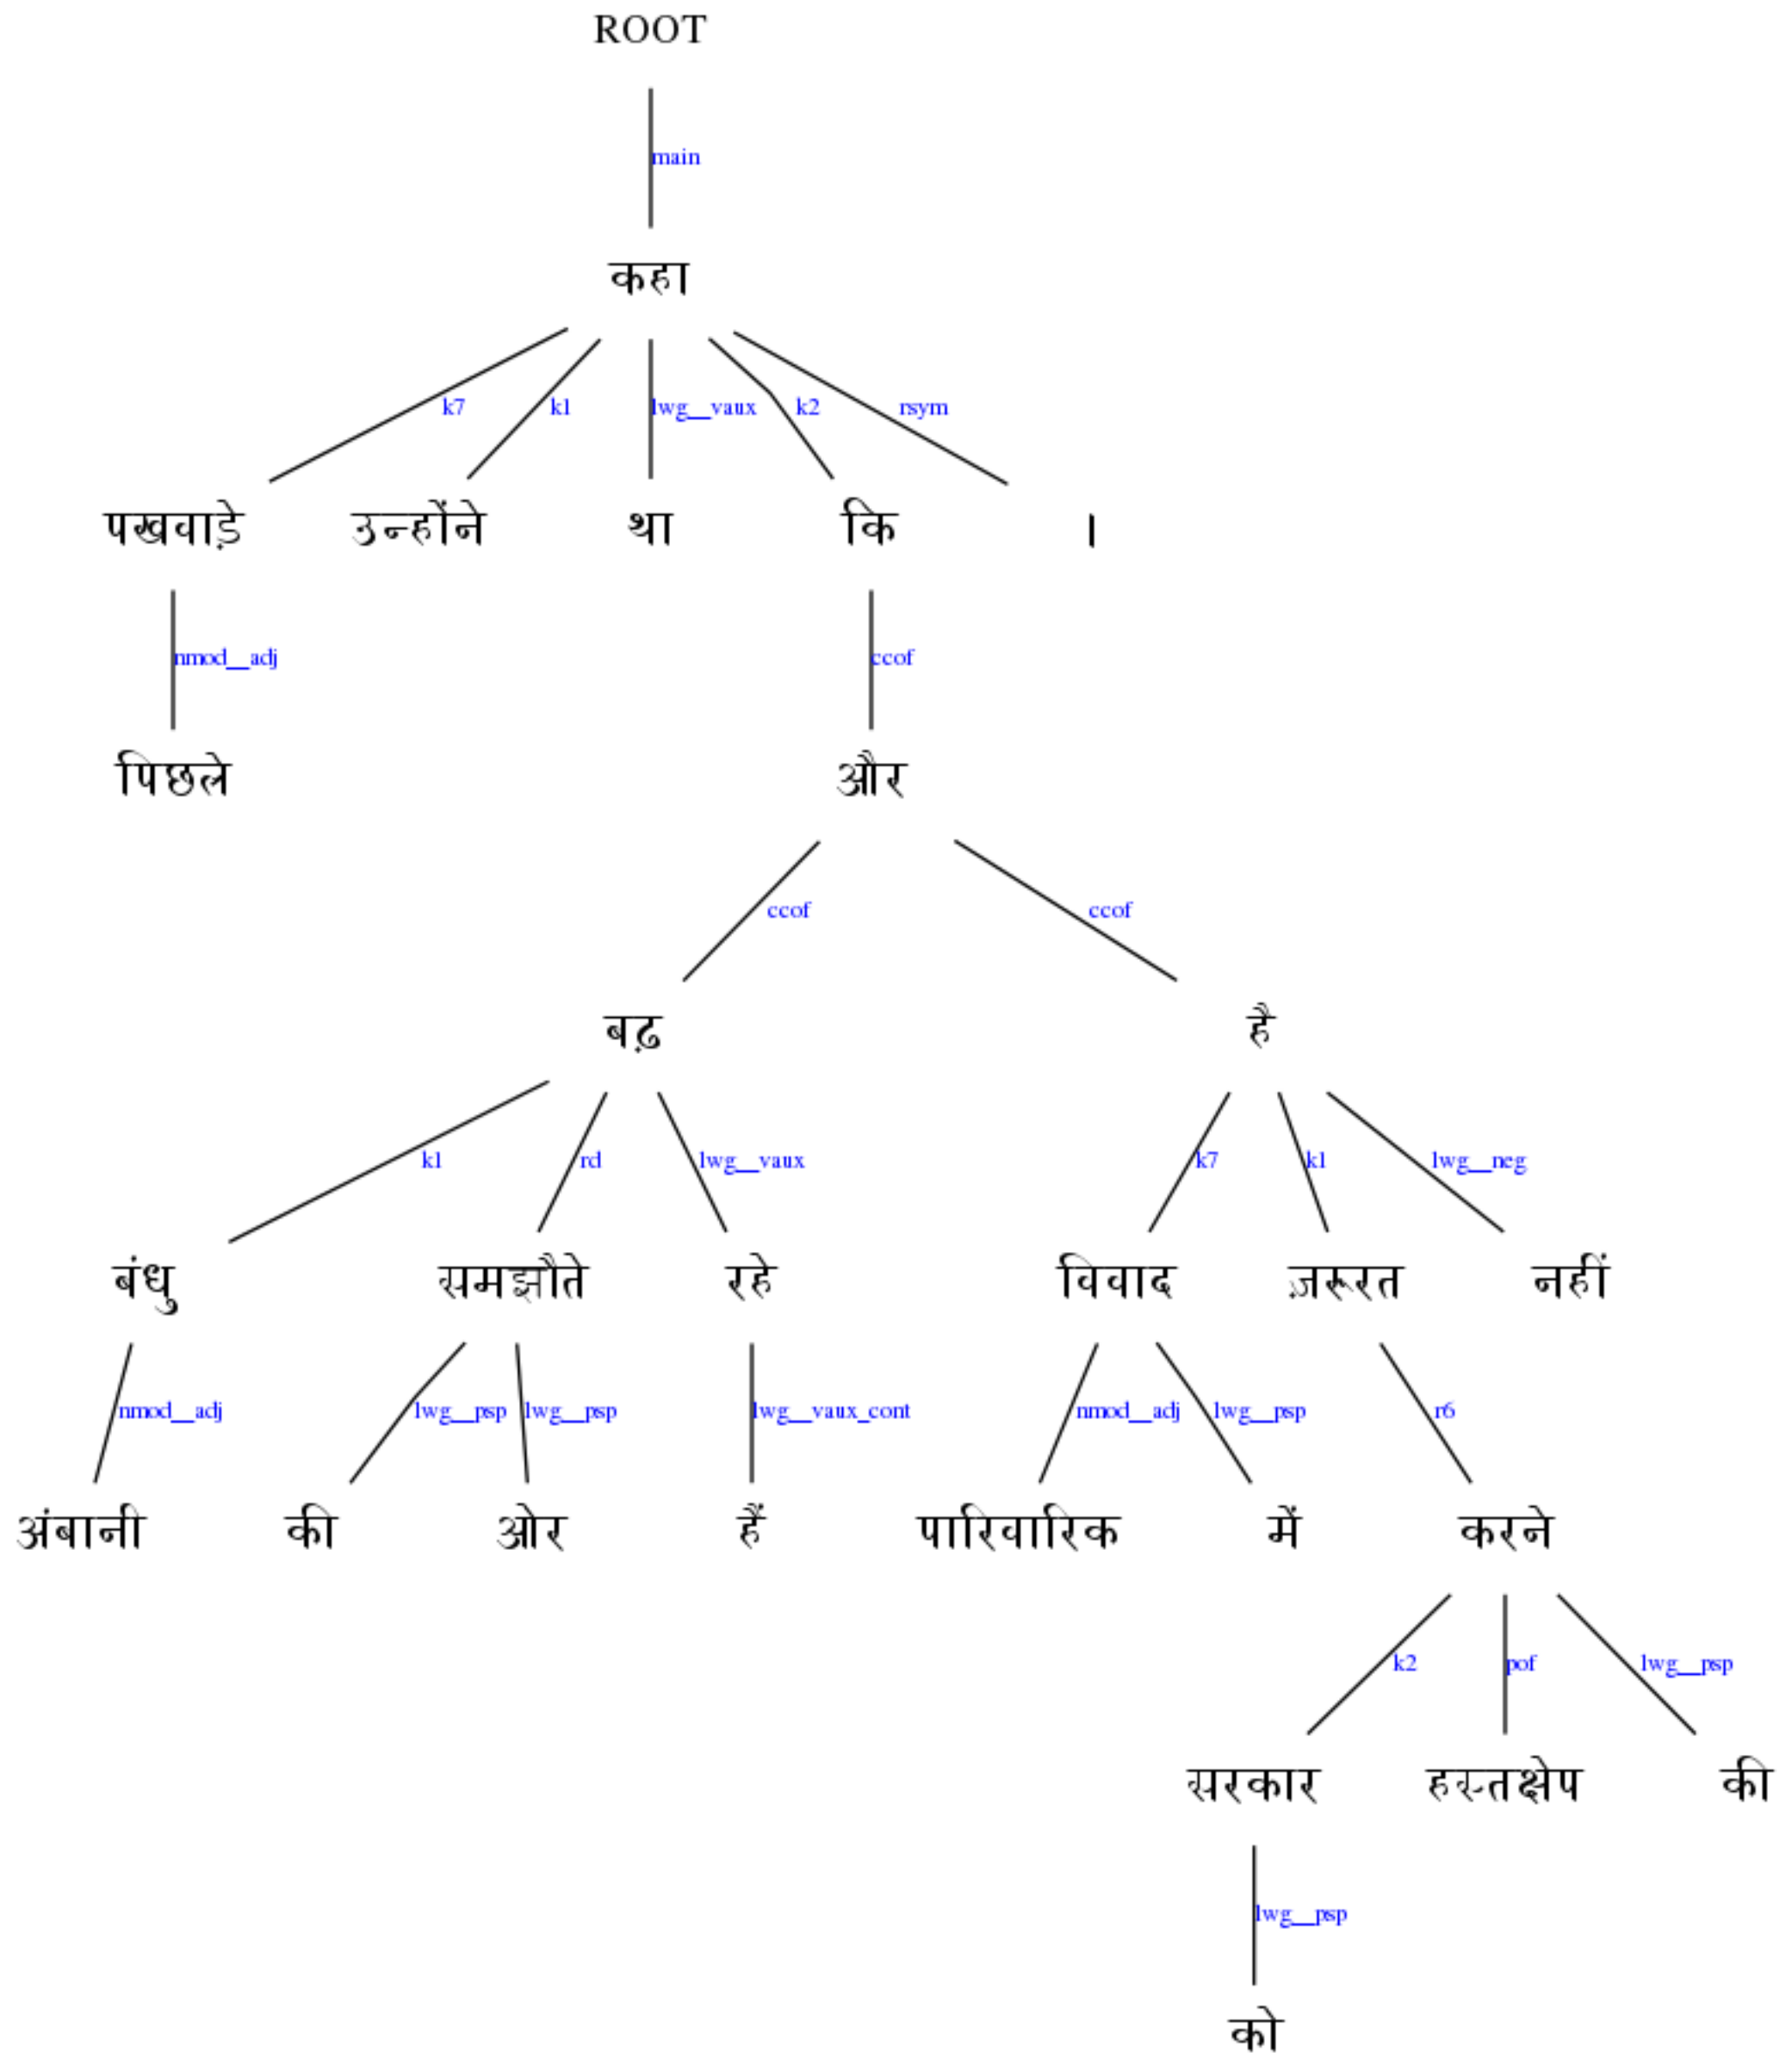 ROOT
main
कहा
k7 k1 lwg__vaux k2 rsym
पखवाड़े उन्होंने था कि ।
nmod__adj ccof
पिछले और
ccof ccof
बढ़ है
k1 rd lwg__vaux k7 k1 lwg__neg
बंधु समझौते रहे विवाद ज़रूरत नहीं
nmod__adj lwg__psp lwg__psp lwg__vaux_cont nmod__adj lwg__psp r6
अंबानी की ओर हैं पारिवारिक में करने
k2 pof lwg__psp
सरकार हस्तक्षेप की
lwg__psp
को